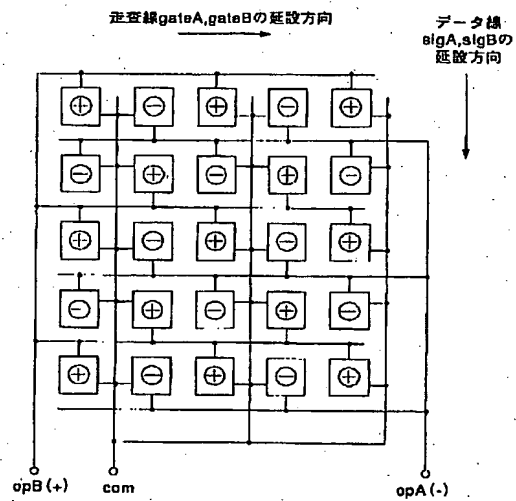 走査線gateA,gateBの延設方向
データ線
sigA,sigBの
延設方向
⊕ ⊖ ⊕ ⊖ ⊕
⊖ ⊕ ⊖ ⊕ ⊖
⊕ ⊖ ⊕ ⊖ ⊕
⊖ ⊕ ⊖ ⊕ ⊖
⊕ ⊖ ⊕ ⊖ ⊕
opB(+) com opA(-)